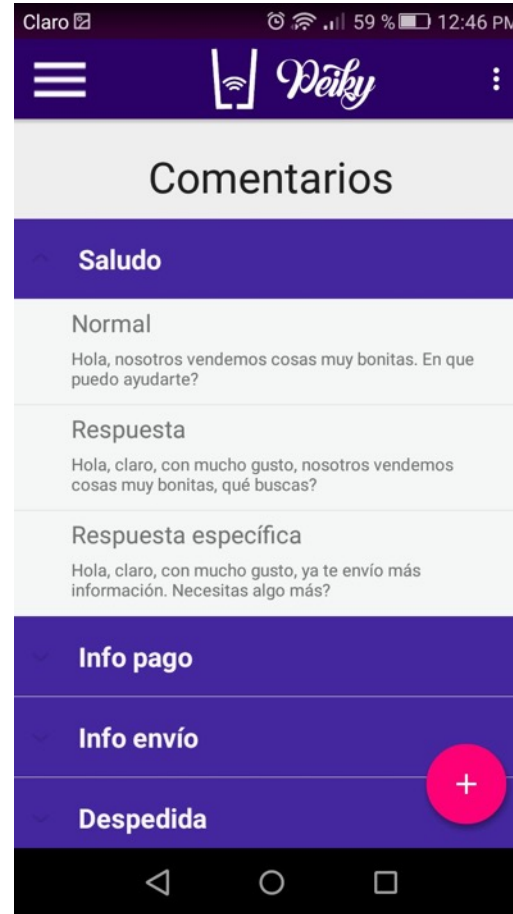 Claro 59 % 12:46 PM
Peiky
Comentarios
Saludo
Normal
Hola, nosotros vendemos cosas muy bonitas. En que
puedo ayudarte?
Respuesta
Hola, claro, con mucho gusto, nosotros vendemos
cosas muy bonitas, qué buscas?
Respuesta específica
Hola, claro, con mucho gusto, ya te envío más
información. Necesitas algo más?
Info pago
Info envío
+
Despedida